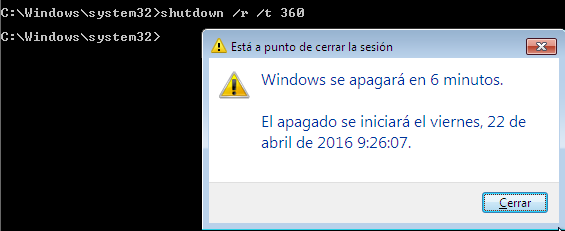 C:\Windows\system32>shutdown /r /t 360
C:\Windows\system32>
Está a punto de cerrar la sesión
Windows se apagará en 6 minutos.
El apagado se iniciará el viernes, 22 de
abril de 2016 9:26:07.
Cerrar